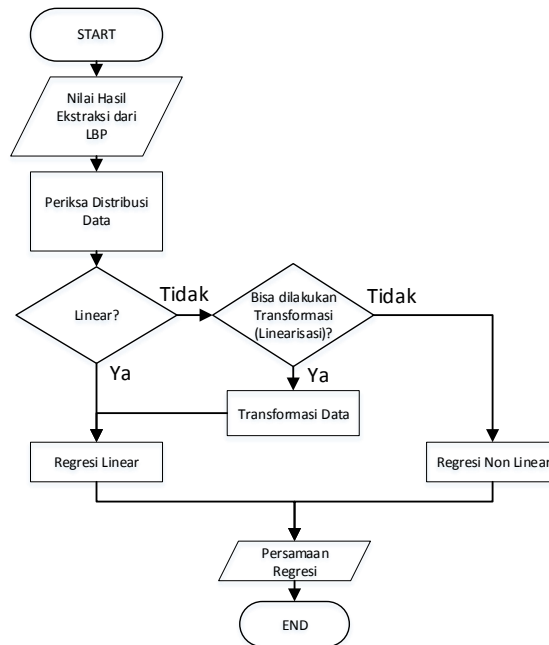 START
Nilai Hasil
Ekstraksi dari
LBP
Periksa Distribusi
Data
Linear?
Tidak
Bisa dilakukan
Transformasi
(Linearisasi)?
Tidak
Ya
Ya
Transformasi Data
Regresi Linear
Regresi Non Linear
Persamaan
Regresi
END